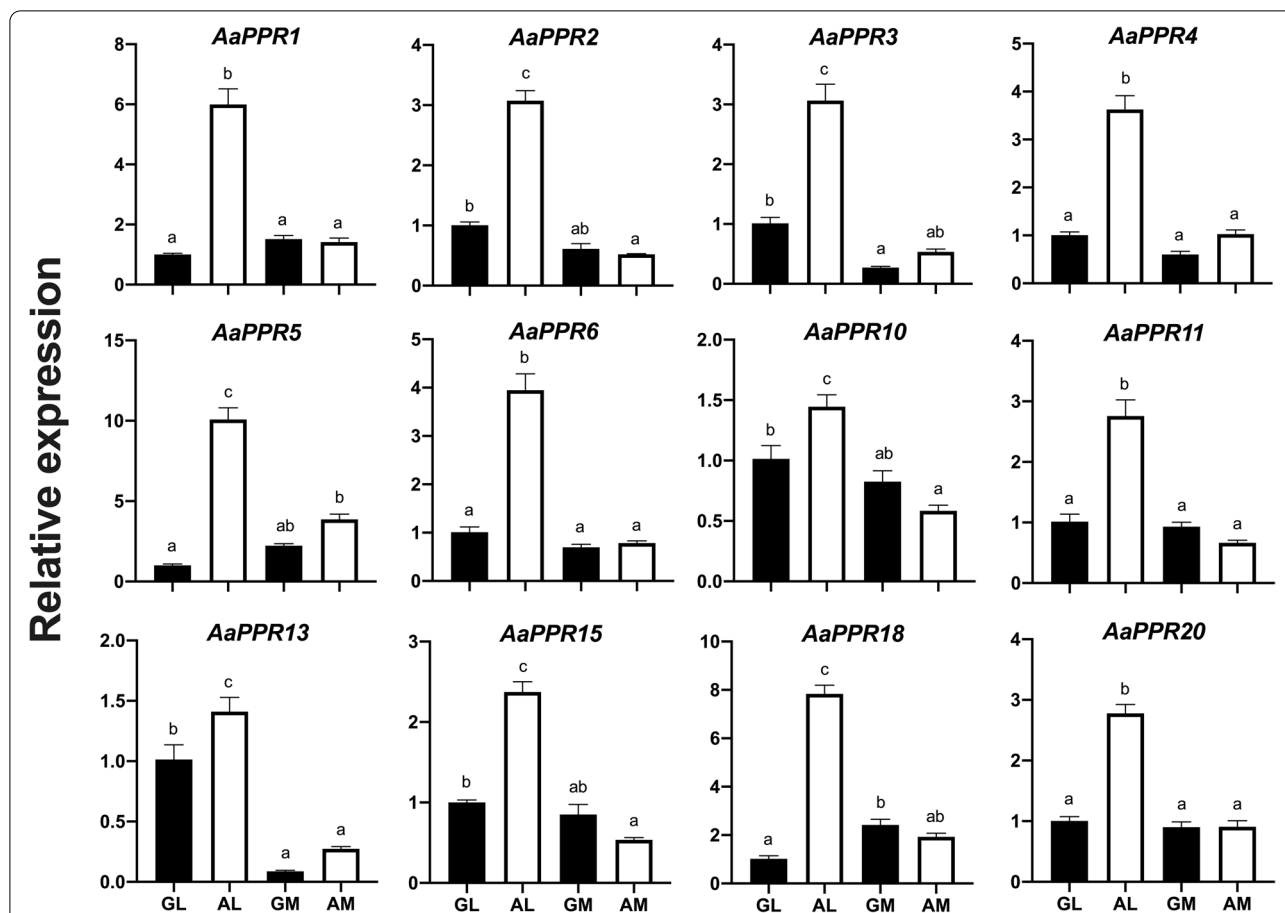 Relative expression
AaPPR1
8
6
4
2
0
a
b
a
a
AaPPR2
4
3
2
1
0
b
c
ab
a
AaPPR3
4
3
2
1
0
b
c
a
ab
AaPPR4
5
4
3
2
1
0
a
b
a
a
AaPPR5
15
10
5
0
a
c
ab
b
AaPPR6
5
4
3
2
1
0
a
b
a
a
AaPPR10
2.0
1.5
1.0
0.5
0.0
b
c
ab
a
AaPPR11
4
3
2
1
0
a
b
a
a
AaPPR13
2.0
1.5
1.0
0.5
0.0
b
c
a
a
GL AL GM AM
AaPPR15
3
2
1
0
b
c
ab
a
GL AL GM AM
AaPPR18
8
6
4
2
0
a
c
b
ab
GL AL GM AM
AaPPR20
4
3
2
1
0
a
b
a
a
GL AL GM AM